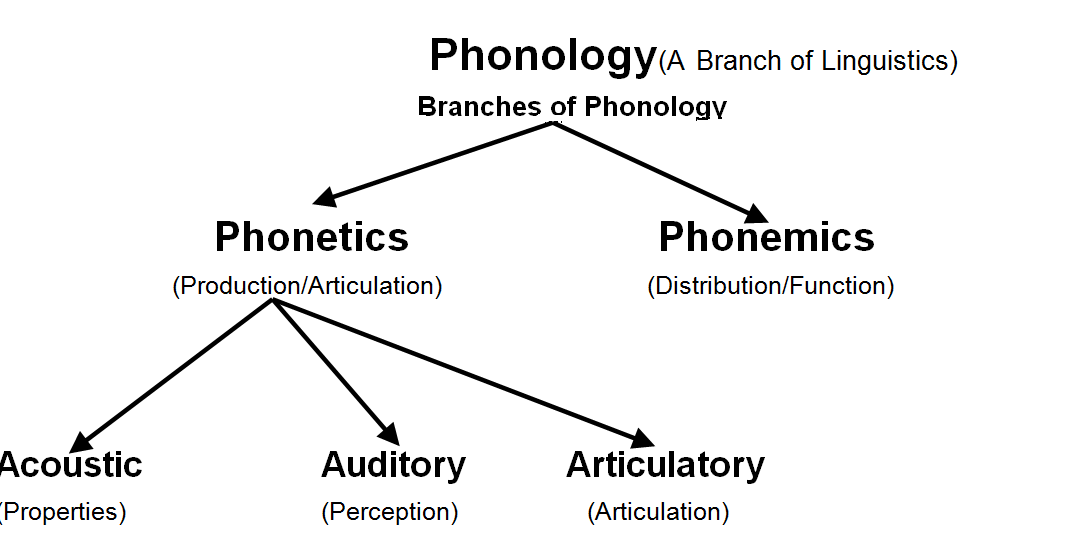 Phonology(A Branch of Linguistics)
Branches of Phonology
Phonetics Phonemics
(Production/Articulation) (Distribution/Function)
Acoustic Auditory Articulatory
(Properties) (Perception) (Articulation)